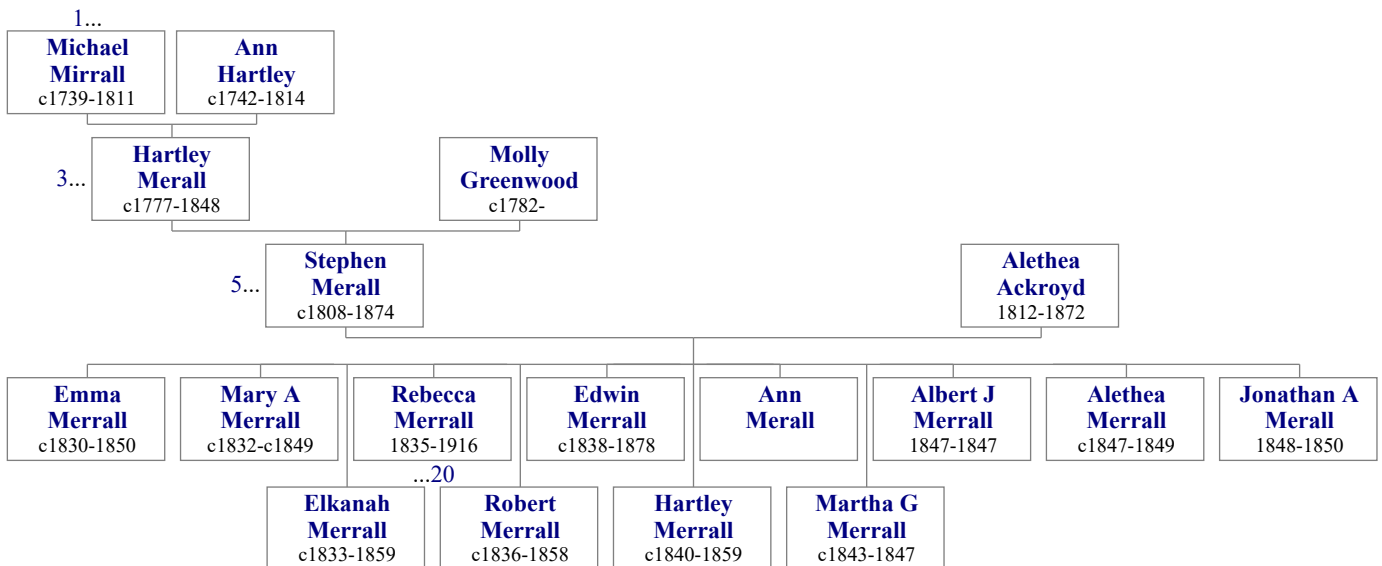 1...
Michael
Mirrall
c1739-1811
Ann
Hartley
c1742-1814
3...
Hartley
Merall
c1777-1848
Molly
Greenwood
c1782-
5...
Stephen
Merall
c1808-1874
Alethea
Ackroyd
1812-1872
Emma
Merrall
c1830-1850
Mary A
Merrall
c1832-c1849
Rebecca
Merrall
1835-1916
Edwin
Merrall
c1838-1878
Ann
Merall
Albert J
Merrall
1847-1847
Alethea
Merrall
c1847-1849
Jonathan A
Merall
1848-1850
...20
Elkanah
Merrall
c1833-1859
Robert
Merrall
c1836-1858
Hartley
Merrall
c1840-1859
Martha G
Merrall
c1843-1847